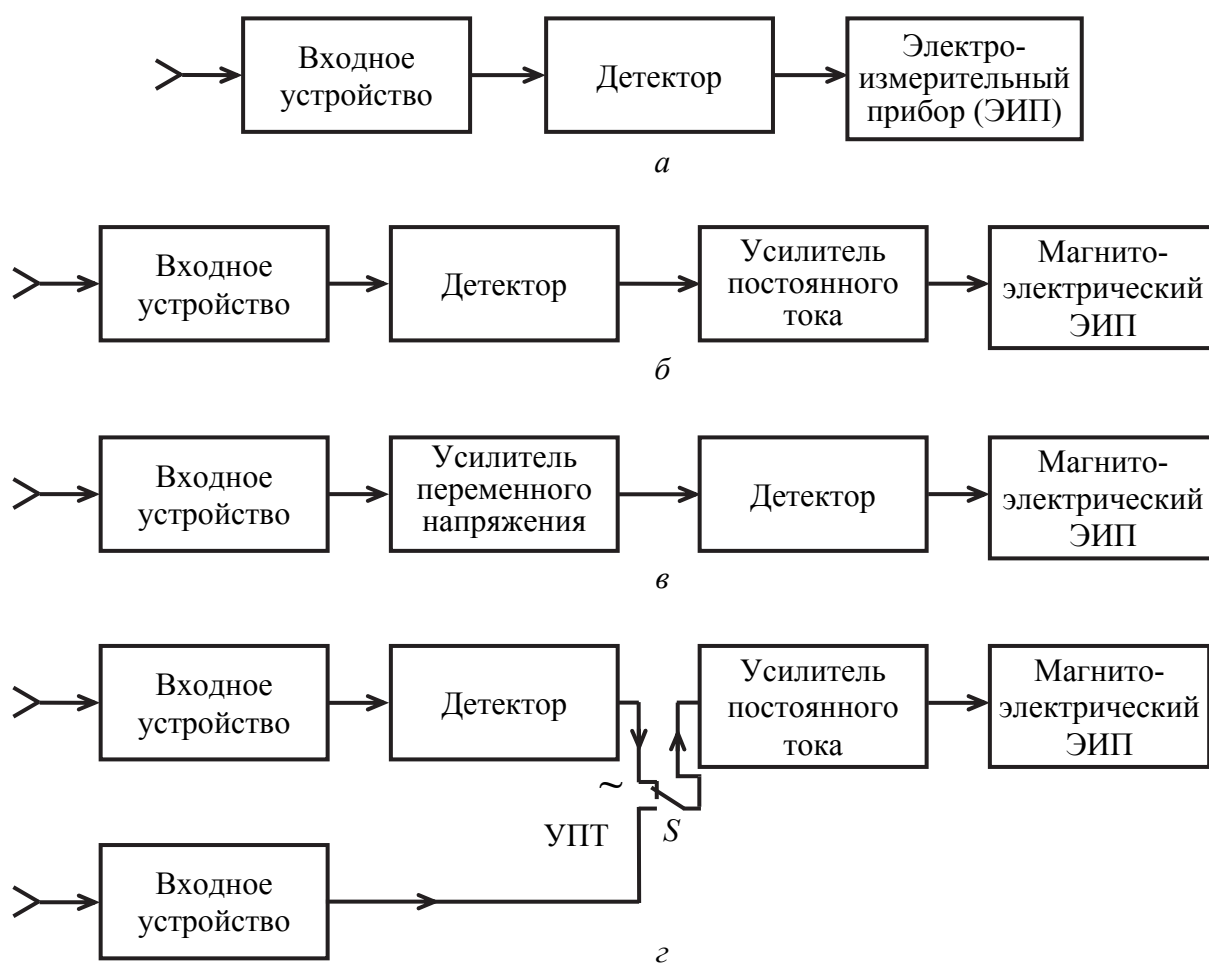 Входное
устройство
Детектор
Электро-
измерительный
прибор (ЭИП)
а
Входное
устройство
Детектор
Усилитель
постоянного
тока
Магнито-
электрический
ЭИП
б
Входное
устройство
Усилитель
переменного
напряжения
Детектор
Магнито-
электрический
ЭИП
в
Входное
устройство
Детектор
Усилитель
постоянного
тока
Магнито-
электрический
ЭИП
~
УПТ
S
Входное
устройство
г